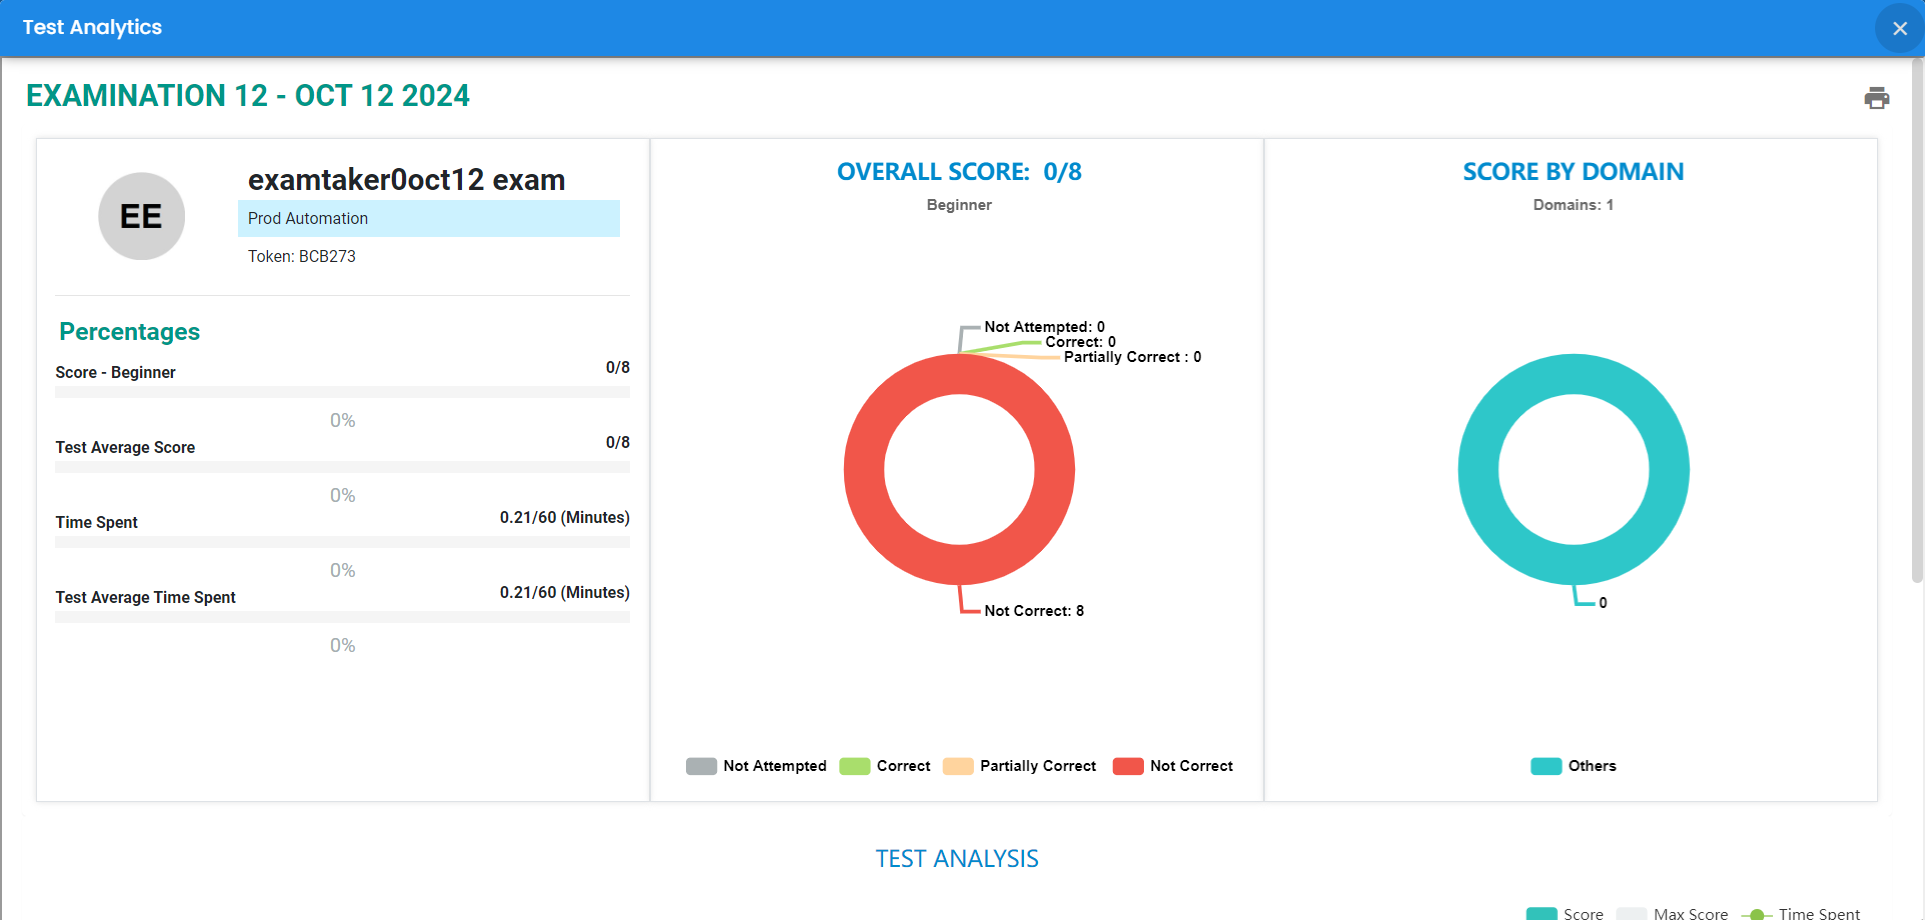 Test Analytics
EXAMINATION 12 - OCT 12 2024
EE
examtaker0oct12 exam
Prod Automation
Token: BCB273
Percentages
Score - Beginner 0/8
0%
Test Average Score 0/8
0%
Time Spent 0.21/60 (Minutes)
0%
Test Average Time Spent 0.21/60 (Minutes)
0%
OVERALL SCORE: 0/8
Beginner
Not Attempted: 0
Correct: 0
Partially Correct : 0
Not Correct: 8
Not Attempted Correct Partially Correct Not Correct
SCORE BY DOMAIN
Domains: 1
0
Others
TEST ANALYSIS
Score Max Score Time Spent